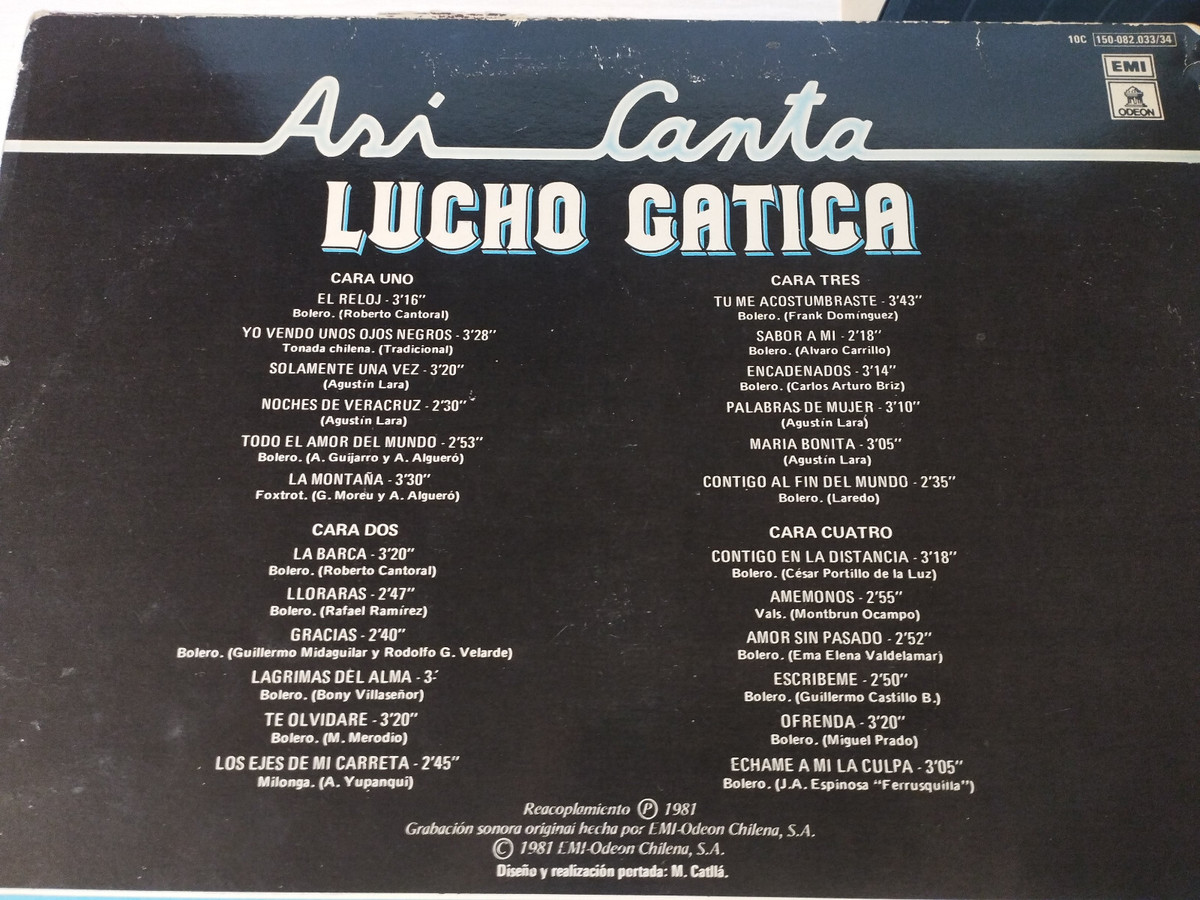 10C 150-082.033/34
EMI
ODEON
Así Canta
LUCHO GATICA
CARA UNO
EL RELOJ - 3'16"
Bolero. (Roberto Cantoral)
YO VENDO UNOS OJOS NEGROS - 3'28"
Tonada chilena. (Tradicional)
SOLAMENTE UNA VEZ - 3'20"
(Agustín Lara)
NOCHES DE VERACRUZ - 2'30"
(Agustín Lara)
TODO EL AMOR DEL MUNDO - 2'53"
Bolero. (A. Guijarro y A. Algueró)
LA MONTAÑA - 3'30"
Foxtrot. (G. Moreu y A. Algueró)
CARA DOS
LA BARCA - 3'20"
Bolero. (Roberto Cantoral)
LLORARAS - 2'47"
Bolero. (Rafael Ramírez)
GRACIAS - 2'40"
Bolero. (Guillermo Midaguilar y Rodolfo G. Velarde)
LAGRIMAS DEL ALMA - 3'
Bolero. (Bony Villaseñor)
TE OLVIDARE - 3'20"
Bolero. (M. Merodio)
LOS EJES DE MI CARRETA - 2'45"
Milonga. (A. Yupanqui)
CARA TRES
TU ME ACOSTUMBRASTE - 3'43"
Bolero. (Frank Domínguez)
SABOR A MI - 2'18"
Bolero. (Alvaro Carrillo)
ENCADENADOS - 3'14"
Bolero. (Carlos Arturo Briz)
PALABRAS DE MUJER - 3'10"
(Agustín Lara)
MARIA BONITA - 3'05"
(Agustín Lara)
CONTIGO AL FIN DEL MUNDO - 2'35"
Bolero. (Laredo)
CARA CUATRO
CONTIGO EN LA DISTANCIA - 3'18"
Bolero. (César Portillo de la Luz)
AMEMONOS - 2'55"
Vals. (Montbrun Ocampo)
AMOR SIN PASADO - 2'52"
Bolero. (Ema Elena Valdelamar)
ESCRIBEME - 2'50"
Bolero. (Guillermo Castillo B.)
OFRENDA - 3'20"
Bolero. (Miguel Prado)
ECHAME A MI LA CULPA - 3'05"
Bolero. (J.A. Espinosa "Ferrusquilla")
Reacoplamiento Ⓟ 1981
Grabación sonora original hecha por EMI-Odeon Chilena, S.A.
© 1981 EMI-Odeon Chilena, S.A.
Diseño y realización portada: M. Catllá.